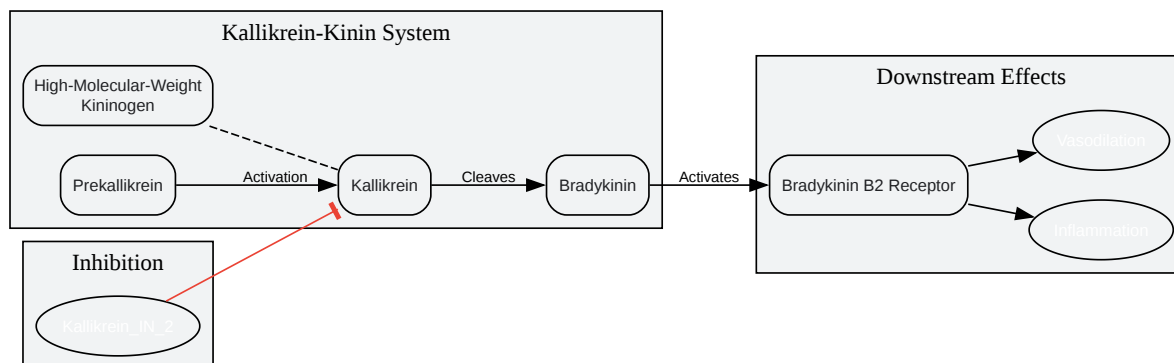 Kallikrein-Kinin System
High-Molecular-Weight
Kininogen
Prekallikrein
Activation
Kallikrein
Cleaves
Bradykinin
Activates
Downstream Effects
Bradykinin B2 Receptor
Vasodilation
Inflammation
Inhibition
Kallikrein_IN_2